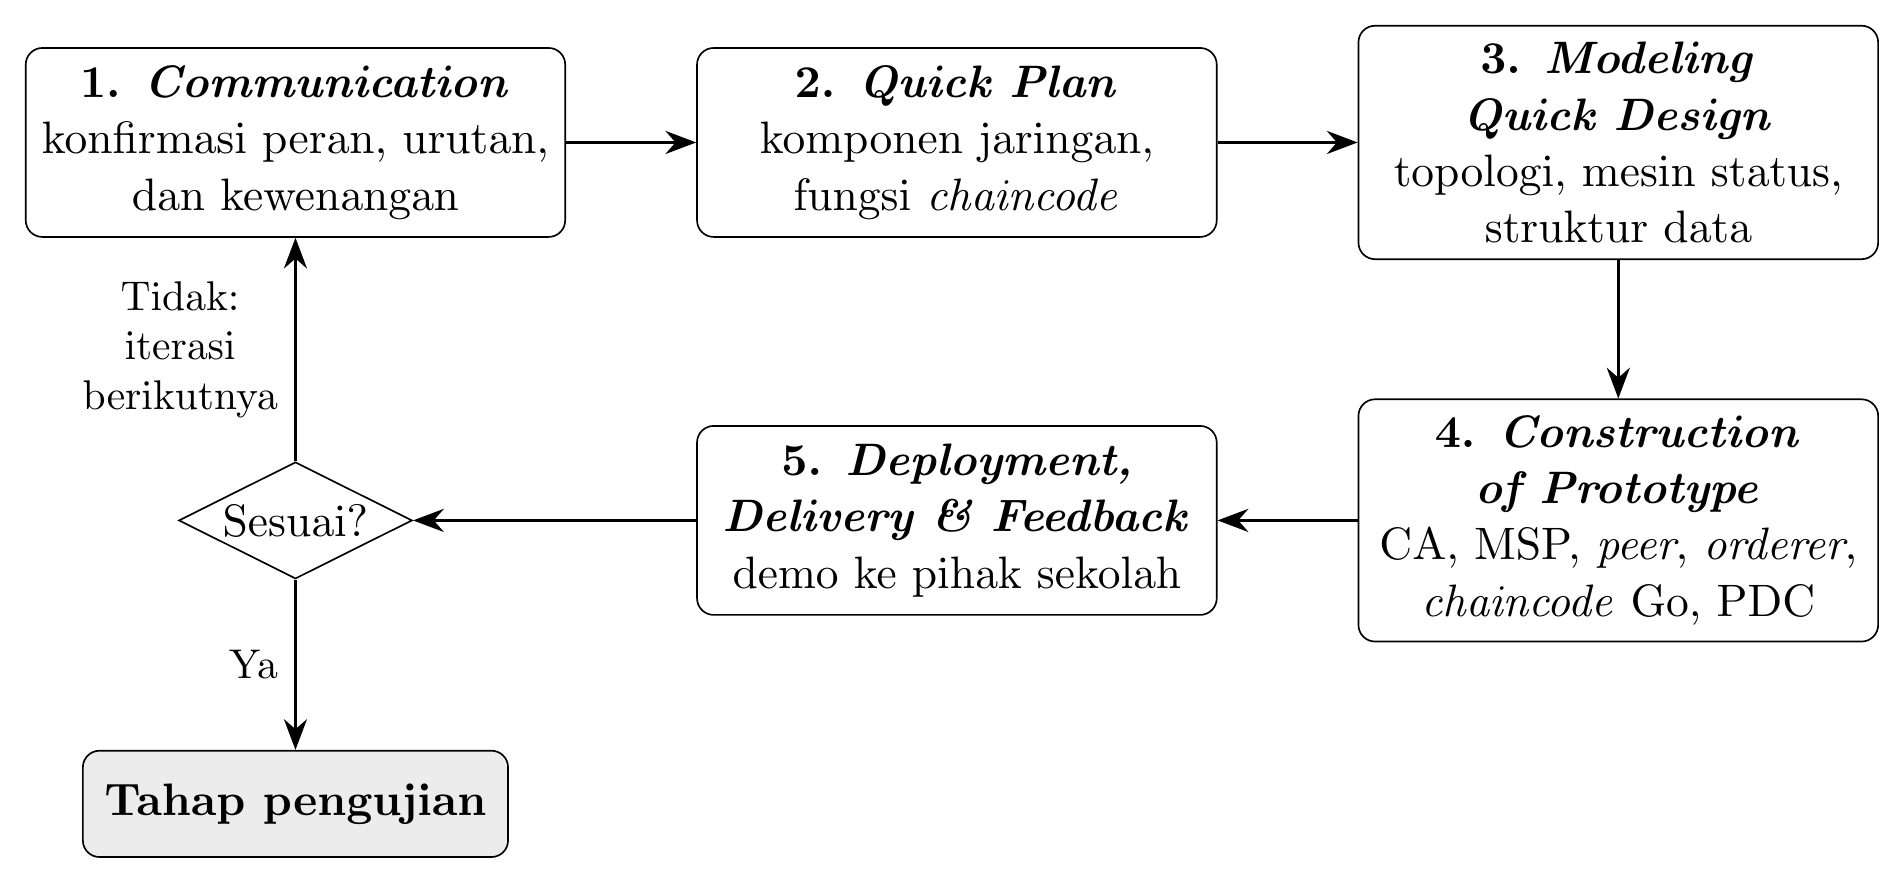 1. Communication
konfirmasi peran, urutan,
dan kewenangan
2. Quick Plan
komponen jaringan,
fungsi chaincode
3. Modeling
Quick Design
topologi, mesin status,
struktur data
4. Construction
of Prototype
CA, MSP, peer, orderer,
chaincode Go, PDC
5. Deployment,
Delivery & Feedback
demo ke pihak sekolah
Sesuai?
Tidak:
iterasi
berikutnya
Ya
Tahap pengujian